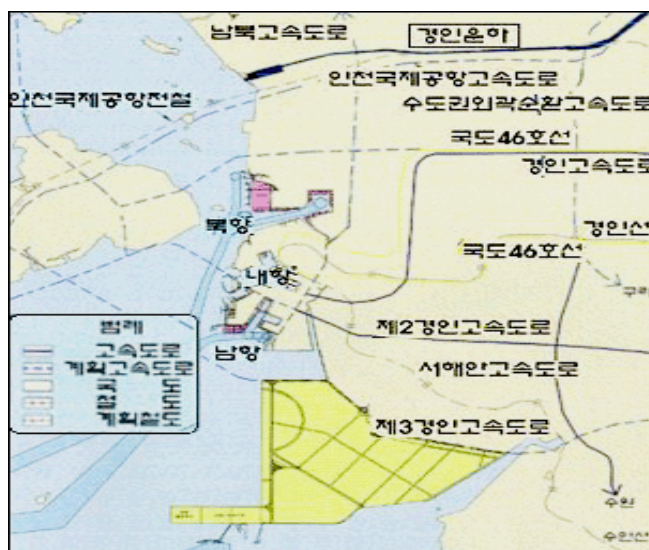 남북고속도로
경인운하
인천국제공항고속도로
인천국제공항전철
수도권외곽순환고속도로
국도46호선
경인고속도로
북항
경인선
국도46호선
내항
구리
범례
고속도로
계획고속도로
국 도
철 도
계획철도
남항
제2경인고속도로
서해안고속도로
제3경인고속도로
수원
수인선